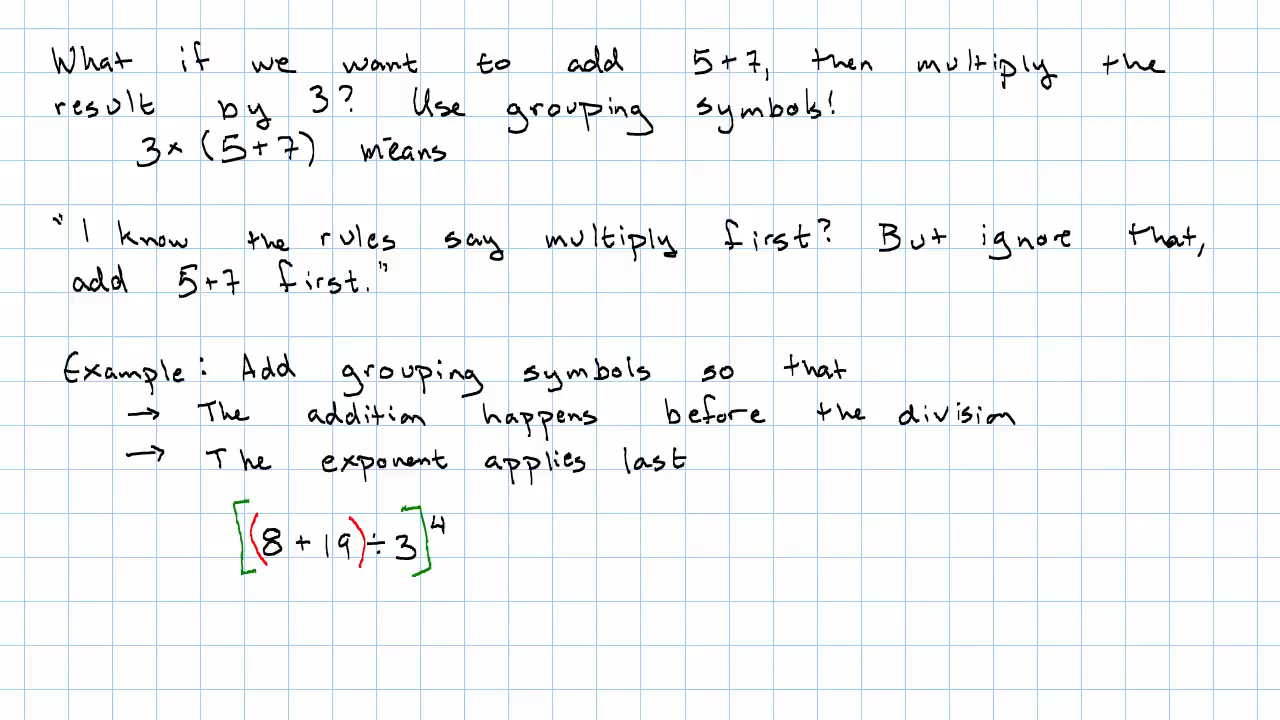 What if we want to add 5+7, then multiply the
result by 3? Use grouping symbols!
3× (5+7) means
"I know the rules say multiply first? But ignore that,
add 5+7 first."
Example: Add grouping symbols so that
→ The addition happens before the division
→ The exponent applies last
[(8 + 19) ÷ 3]⁴